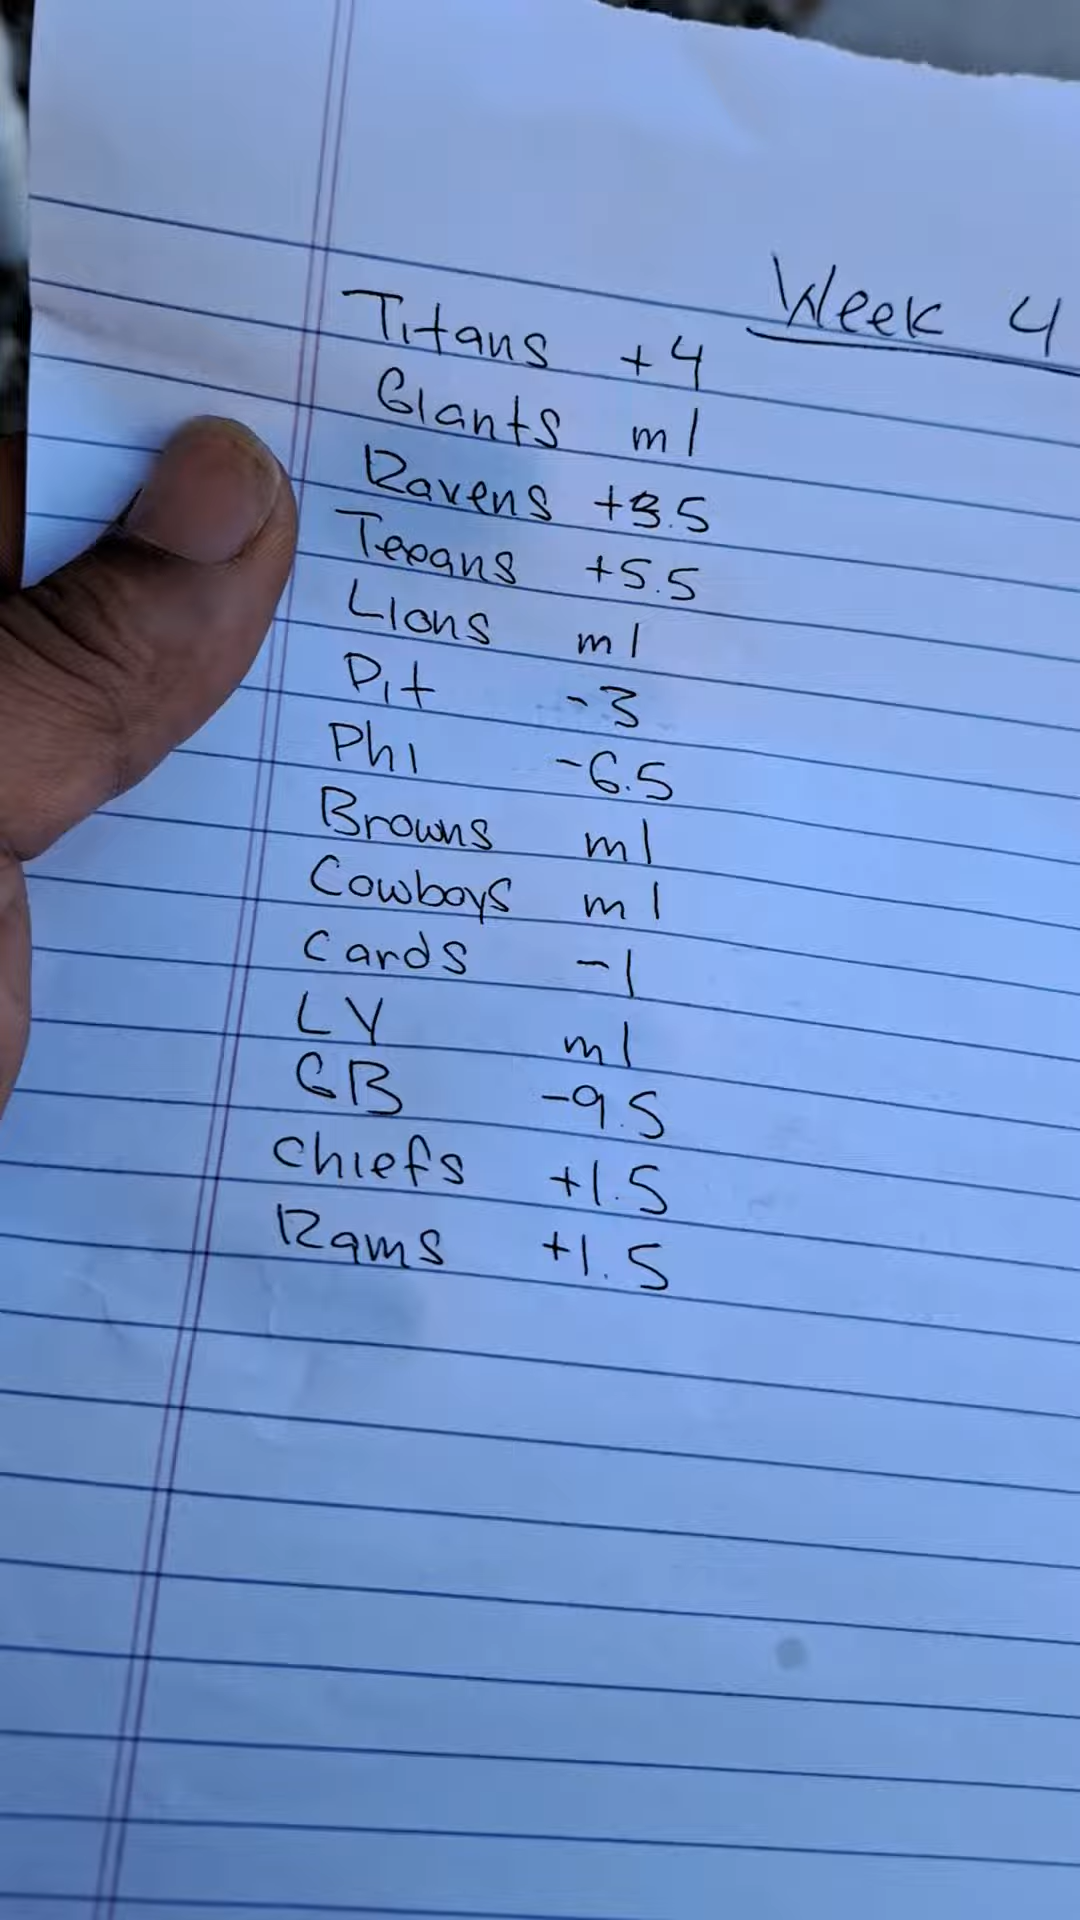 Week 4
Titans +4
Giants ml
Ravens +3.5
Texans +5.5
Lions ml
Pit -3
Phi -6.5
Browns ml
Cowboys ml
Cards -1
LV ml
GB -9.5
Chiefs +1.5
Rams +1.5